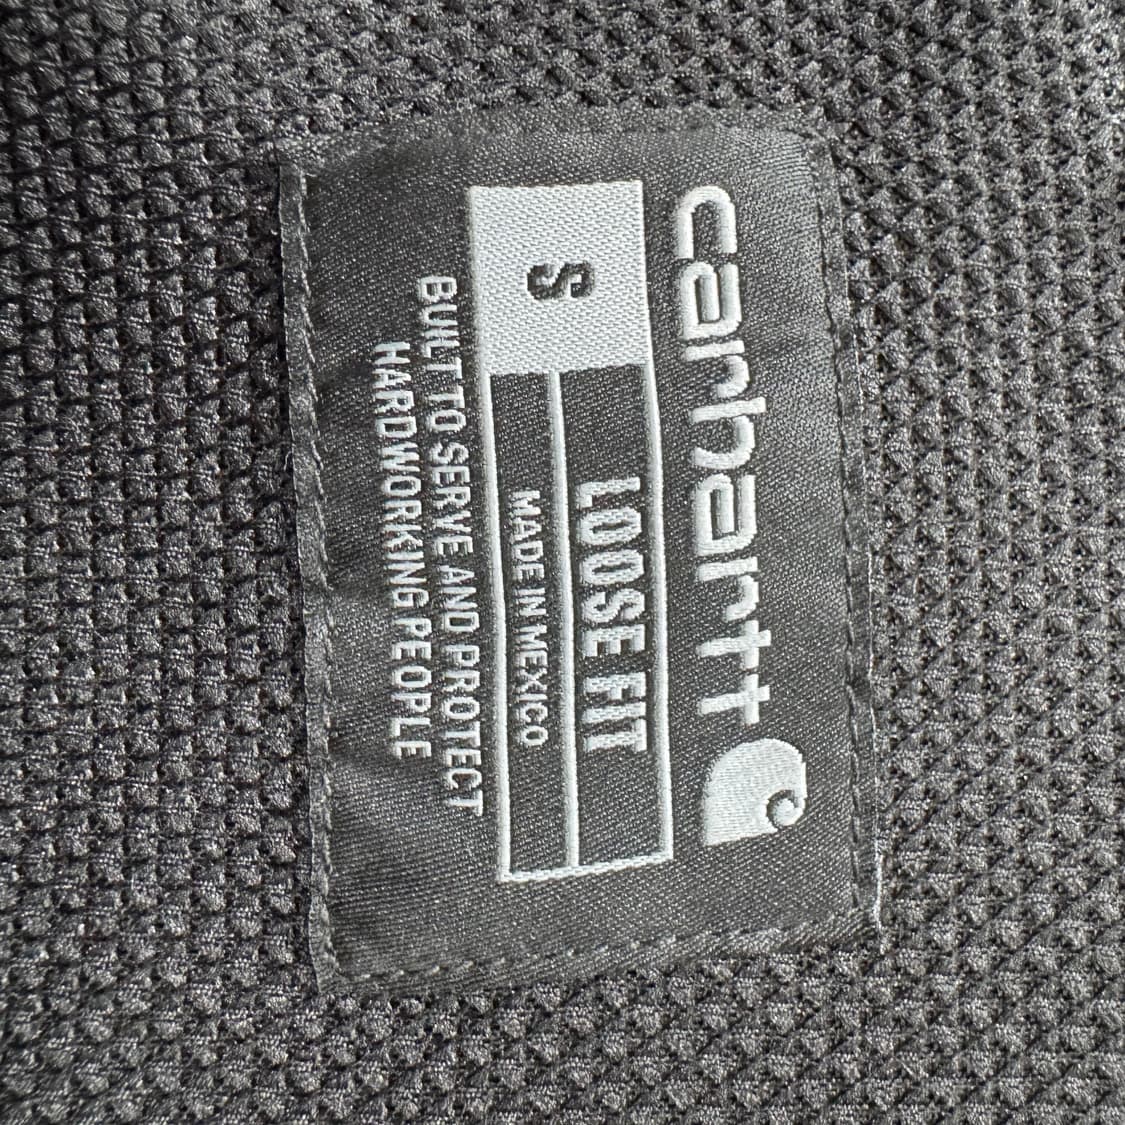 carhartt
S
LOOSE FIT
MADE IN MEXICO
BUILT TO SERVE AND PROTECT
HARDWORKING PEOPLE